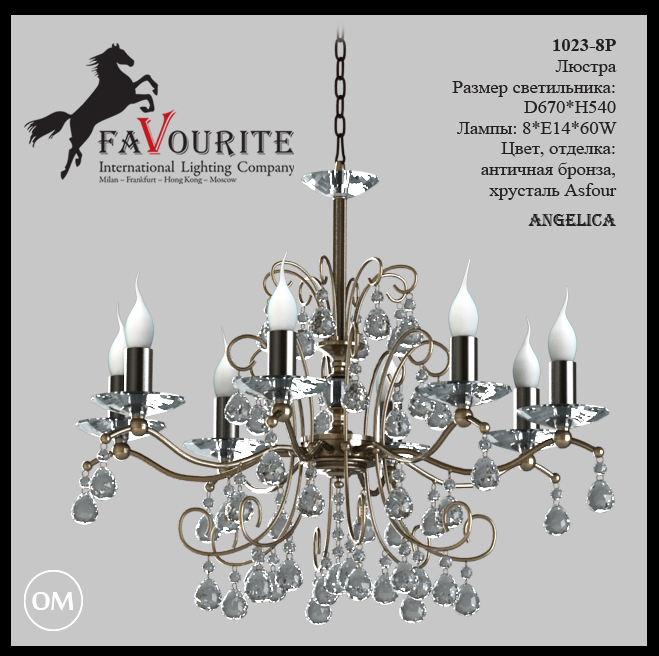 FAVOURITE
International Lighting Company
Milan – Frankfurt – Hong Kong – Moscow
1023-8P
Люстра
Размер светильника:
D670*H540
Лампы: 8*E14*60W
Цвет, отделка:
античная бронза,
хрусталь Asfour
ANGELICA
OM